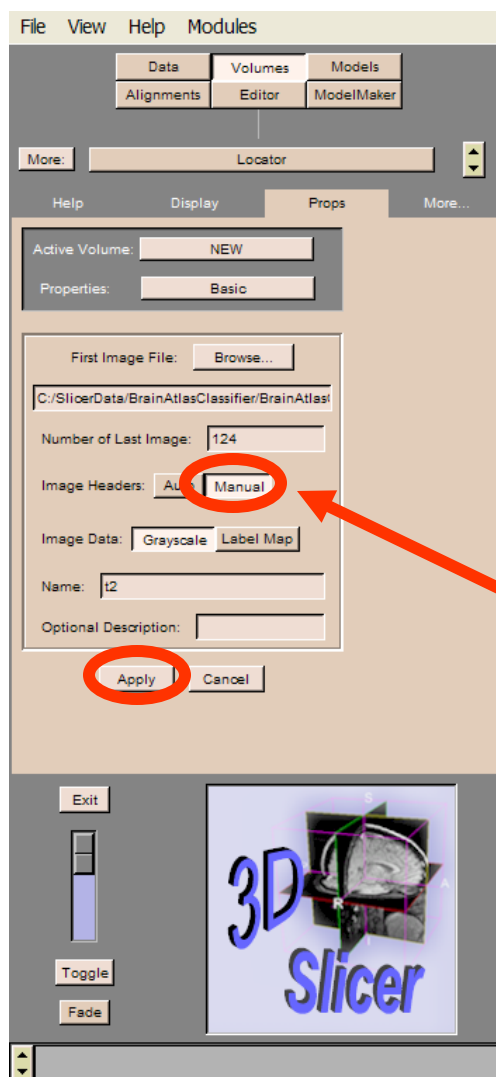 File View Help Modules
Data Volumes Models
Alignments Editor ModelMaker
More: Locator
Help Display Props More...
Active Volume: NEW
Properties: Basic
First Image File: Browse...
C:/SlicerData/BrainAtlasClassifier/BrainAtlas
Number of Last Image: 124
Image Headers: Manual
Image Data: Grayscale Label Map
Name: t2
Optional Description:
Apply Cancel
Exit
Toggle
Fade
S
A
R
I
3D
Slicer